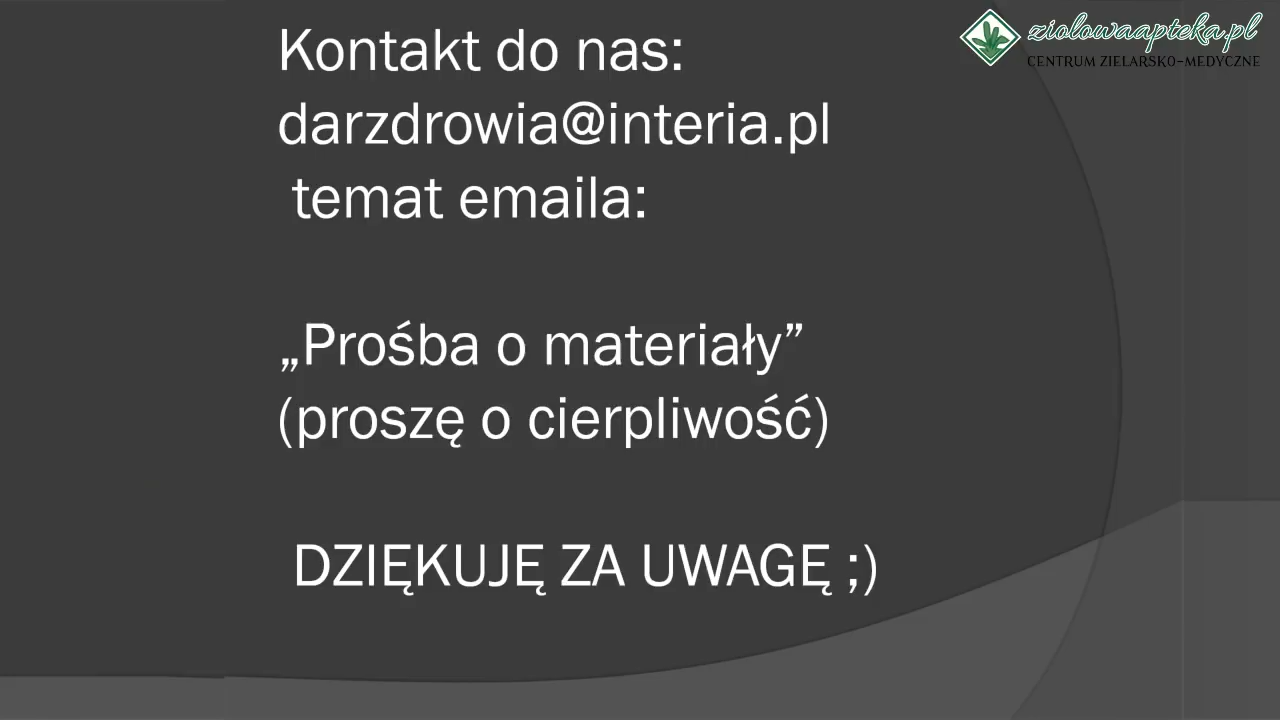 Kontakt do nas:
darzdrowia@interia.pl
temat emaila:
„Prośba o materiały”
(proszę o cierpliwość)
DZIĘKUJĘ ZA UWAGĘ ;)
ziolowaapteka.pl
CENTRUM ZIELARSKO-MEDYCZNE